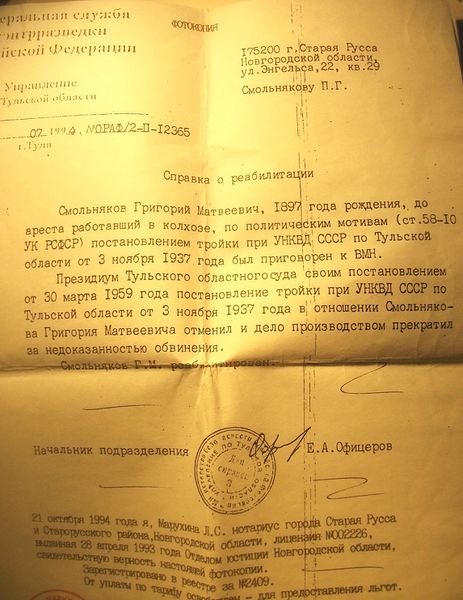 ФОТОКОПИЯ
еральная служба
нтрразведки
йской Федерации
Управление
Тульской области
175200 г.Старая Русса
Новгородской области,
ул.Энгельса,22, кв.29
Смольнякову П.Г.
07 1994, №ОРАФ/2-П-12365
г.Тула
Справка о реабилитации
Смольняков Григорий Матвеевич, 1897 года рождения, до
ареста работавший в колхозе, по политическим мотивам (ст.58-10
УК РСФСР) постановлением тройки при УНКВД СССР по Тульской
области от 3 ноября 1937 года был приговорен к ВМН.
Президиум Тульского областногосуда своим постановлением
от 30 марта 1959 года постановление тройки при УНКВД СССР по
Тульской области от 3 ноября 1937 года в отношении Смольняко-
ва Григория Матвеевича отменил и дело производством прекратил
за недоказанностью обвинения.
Смольняков Г.М. реабилитирован.
Начальник подразделения Е.А.Офицеров
Для
справок
21 октября 1994 года я, Марухина Л.С. нотариус города Старая Русса
и Старорусского района,Новгородской области, лицензия №002226,
выданная 28 апреля 1993 года Отделом юстиции Новгородской области,
свидетельствую верность настоящей фотокопии.
Зарегистрировано в реестре за №2409.
От уплаты по тарифу - для предоставления льгот.